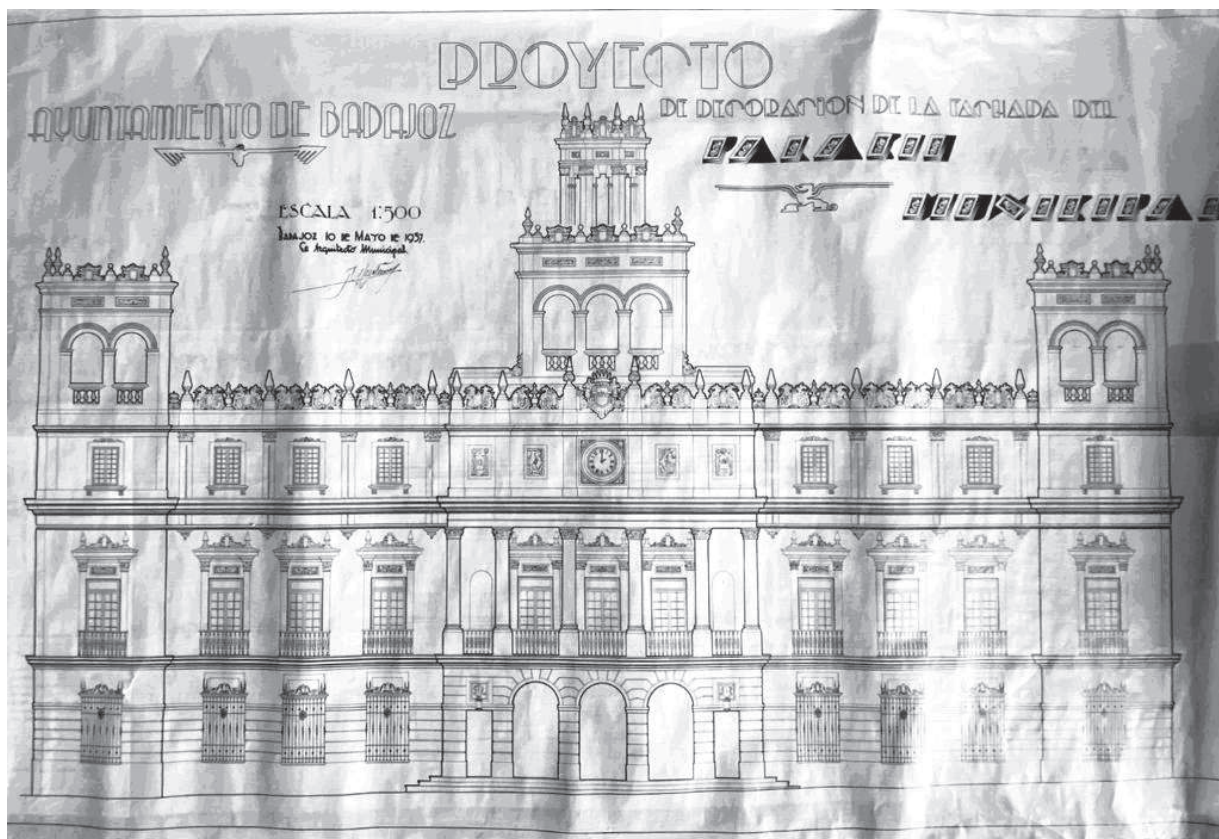 PROYECTO
AYUNTAMIENTO DE BADAJOZ
DE DECORACION DE LA FACHADA DEL
PALACIO
MUNICIPAL
ESCALA 1:500
BADAJOZ 10 DE MAYO DE 1937.
El Arquitecto Municipal